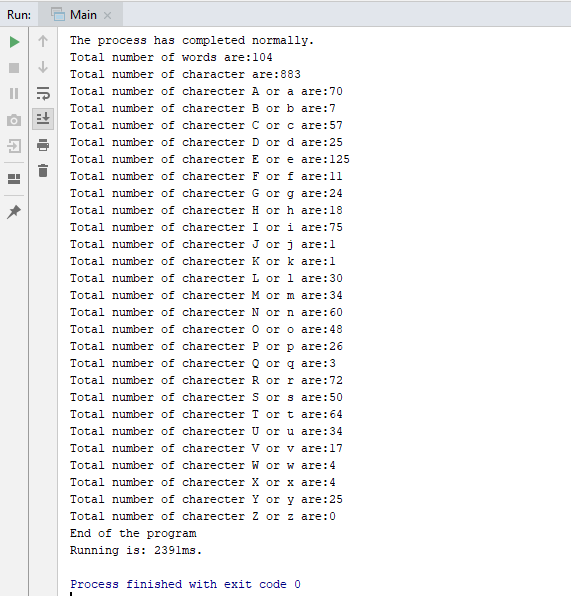 Run: Main
The process has completed normally.
Total number of words are:104
Total number of character are:883
Total number of charecter A or a are:70
Total number of charecter B or b are:7
Total number of charecter C or c are:57
Total number of charecter D or d are:25
Total number of charecter E or e are:125
Total number of charecter F or f are:11
Total number of charecter G or g are:24
Total number of charecter H or h are:18
Total number of charecter I or i are:75
Total number of charecter J or j are:1
Total number of charecter K or k are:1
Total number of charecter L or l are:30
Total number of charecter M or m are:34
Total number of charecter N or n are:60
Total number of charecter O or o are:48
Total number of charecter P or p are:26
Total number of charecter Q or q are:3
Total number of charecter R or r are:72
Total number of charecter S or s are:50
Total number of charecter T or t are:64
Total number of charecter U or u are:34
Total number of charecter V or v are:17
Total number of charecter W or w are:4
Total number of charecter X or x are:4
Total number of charecter Y or y are:25
Total number of charecter Z or z are:0
End of the program
Running is: 2391ms.
Process finished with exit code 0